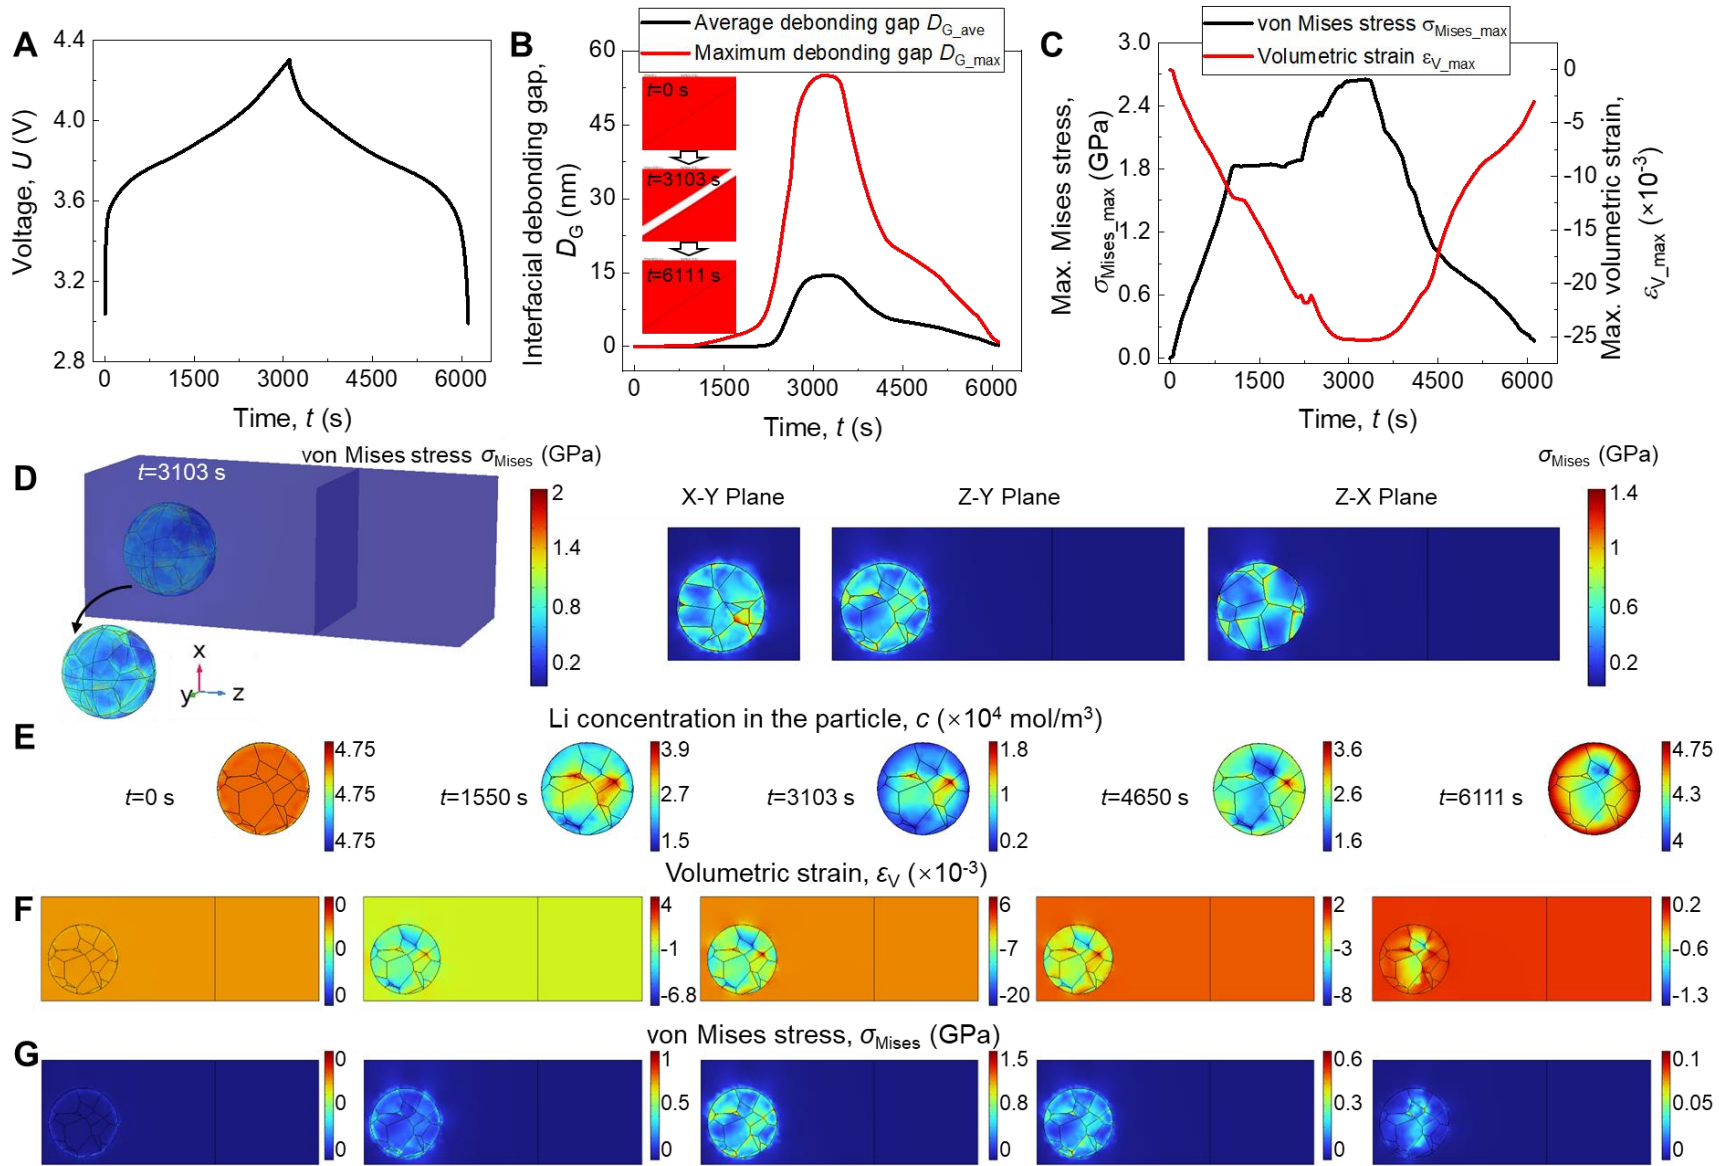 A
4.4
4.0
3.6
3.2
2.8
Voltage, U (V)
0 1500 3000 4500 6000
Time, t (s)
B
Average debonding gap D_G_ave
Maximum debonding gap D_G_max
60
45
30
15
0
Interfacial debonding gap,
D_G (nm)
t=0 s
t=3103 s
t=6111 s
0 1500 3000 4500 6000
Time, t (s)
C
von Mises stress σ_Mises_max
Volumetric strain ε_V_max
3.0
2.4
1.8
1.2
0.6
0.0
Max. Mises stress,
σ_Mises_max (GPa)
0
-5
-10
-15
-20
-25
Max. volumetric strain,
ε_V_max (×10⁻³)
0 1500 3000 4500 6000
Time, t (s)
D
von Mises stress σ_Mises (GPa)
t=3103 s
2
1.4
0.8
0.2
x
y
z
X-Y Plane
Z-Y Plane
Z-X Plane
σ_Mises (GPa)
1.4
1
0.6
0.2
Li concentration in the particle, c (×10⁴ mol/m³)
E
t=0 s
4.75
4.75
4.75
t=1550 s
3.9
2.7
1.5
t=3103 s
1.8
1
0.2
t=4650 s
3.6
2.6
1.6
t=6111 s
4.75
4.3
4
Volumetric strain, ε_V (×10⁻³)
F
0
0
0
4
-1
-6.8
6
-7
-20
2
-3
-8
0.2
-0.6
-1.3
von Mises stress, σ_Mises (GPa)
G
0
0
0
1
0.5
0
1.5
0.8
0
0.6
0.3
0
0.1
0.05
0